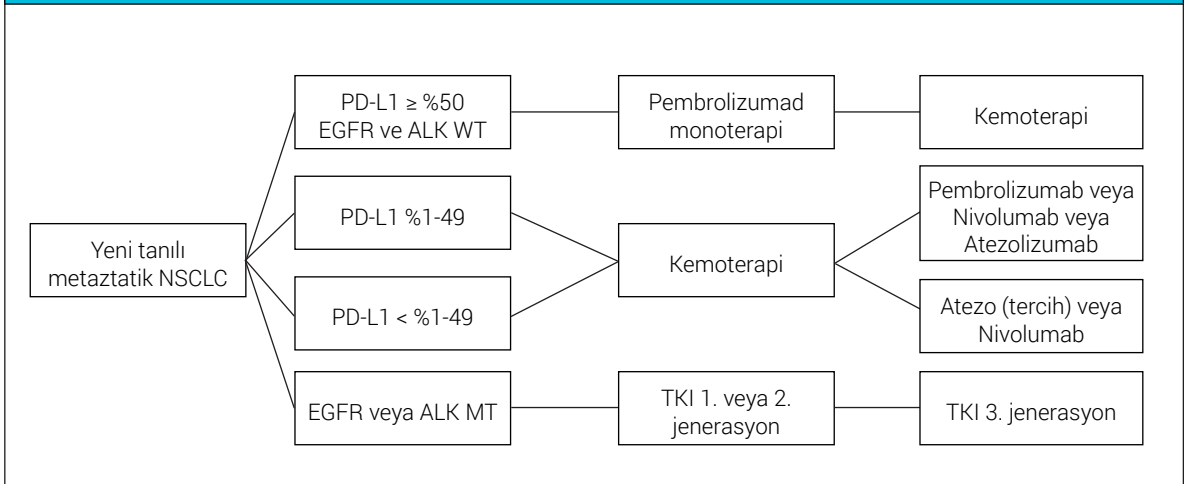 PD-L1 ≥ %50
EGFR ve ALK WT
Pembrolizumad
monoterapi
Kemoterapi
PD-L1 %1-49
Pembrolizumab veya
Nivolumab veya
Atezolizumab
Yeni tanılı
metaztatik NSCLC
Kemoterapi
PD-L1 < %1-49
Atezo (tercih) veya
Nivolumab
EGFR veya ALK MT
TKI 1. veya 2.
jenerasyon
TKI 3. jenerasyon